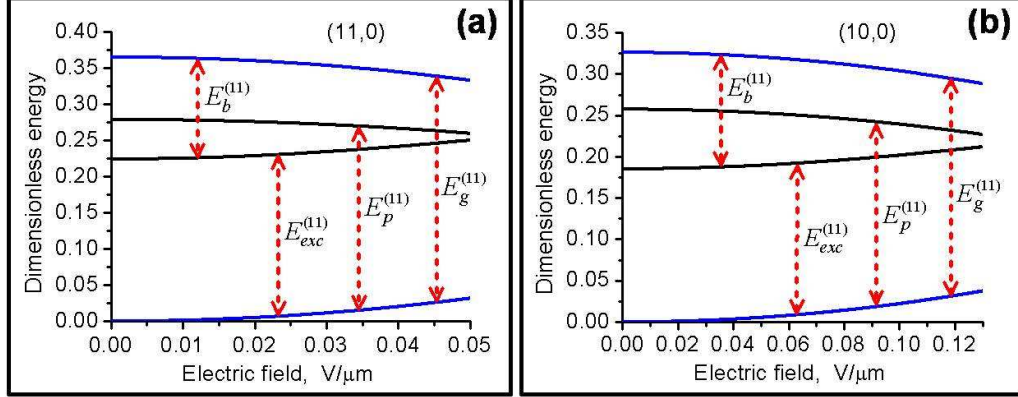 (a)
(11,0)
Dimensionless energy
0.40
0.35
0.30
0.25
0.20
0.15
0.10
0.05
0.00
E_b^(11)
E_exc^(11)
E_p^(11)
E_g^(11)
0.00 0.01 0.02 0.03 0.04 0.05
Electric field, V/µm
(b)
(10,0)
Dimensionless energy
0.35
0.30
0.25
0.20
0.15
0.10
0.05
0.00
E_b^(11)
E_exc^(11)
E_p^(11)
E_g^(11)
0.00 0.02 0.04 0.06 0.08 0.10 0.12
Electric field, V/µm